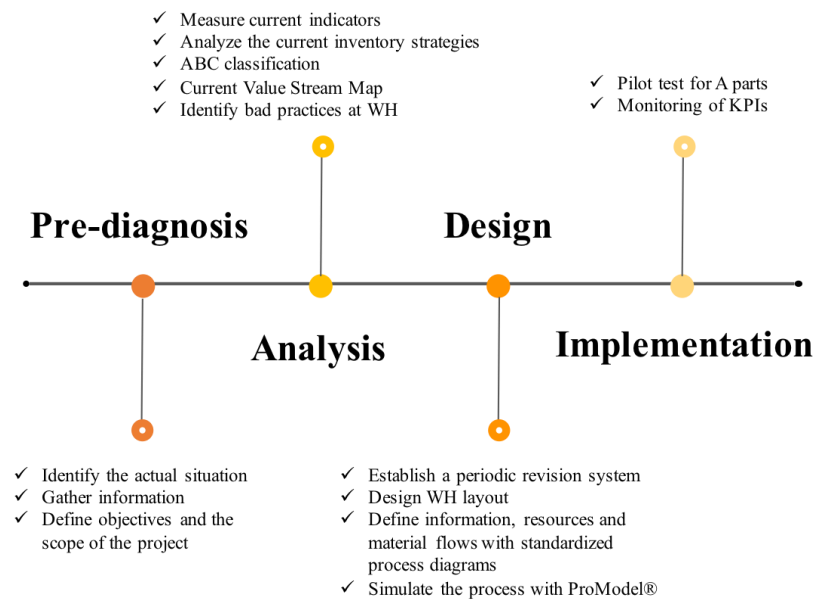 ✓ Measure current indicators
✓ Analyze the current inventory strategies
✓ ABC classification
✓ Current Value Stream Map
✓ Identify bad practices at WH
✓ Pilot test for A parts
✓ Monitoring of KPIs
Pre-diagnosis
Design
Analysis
Implementation
✓ Identify the actual situation
✓ Gather information
✓ Define objectives and the
scope of the project
✓ Establish a periodic revision system
✓ Design WH layout
✓ Define information, resources and
material flows with standardized
process diagrams
✓ Simulate the process with ProModel®